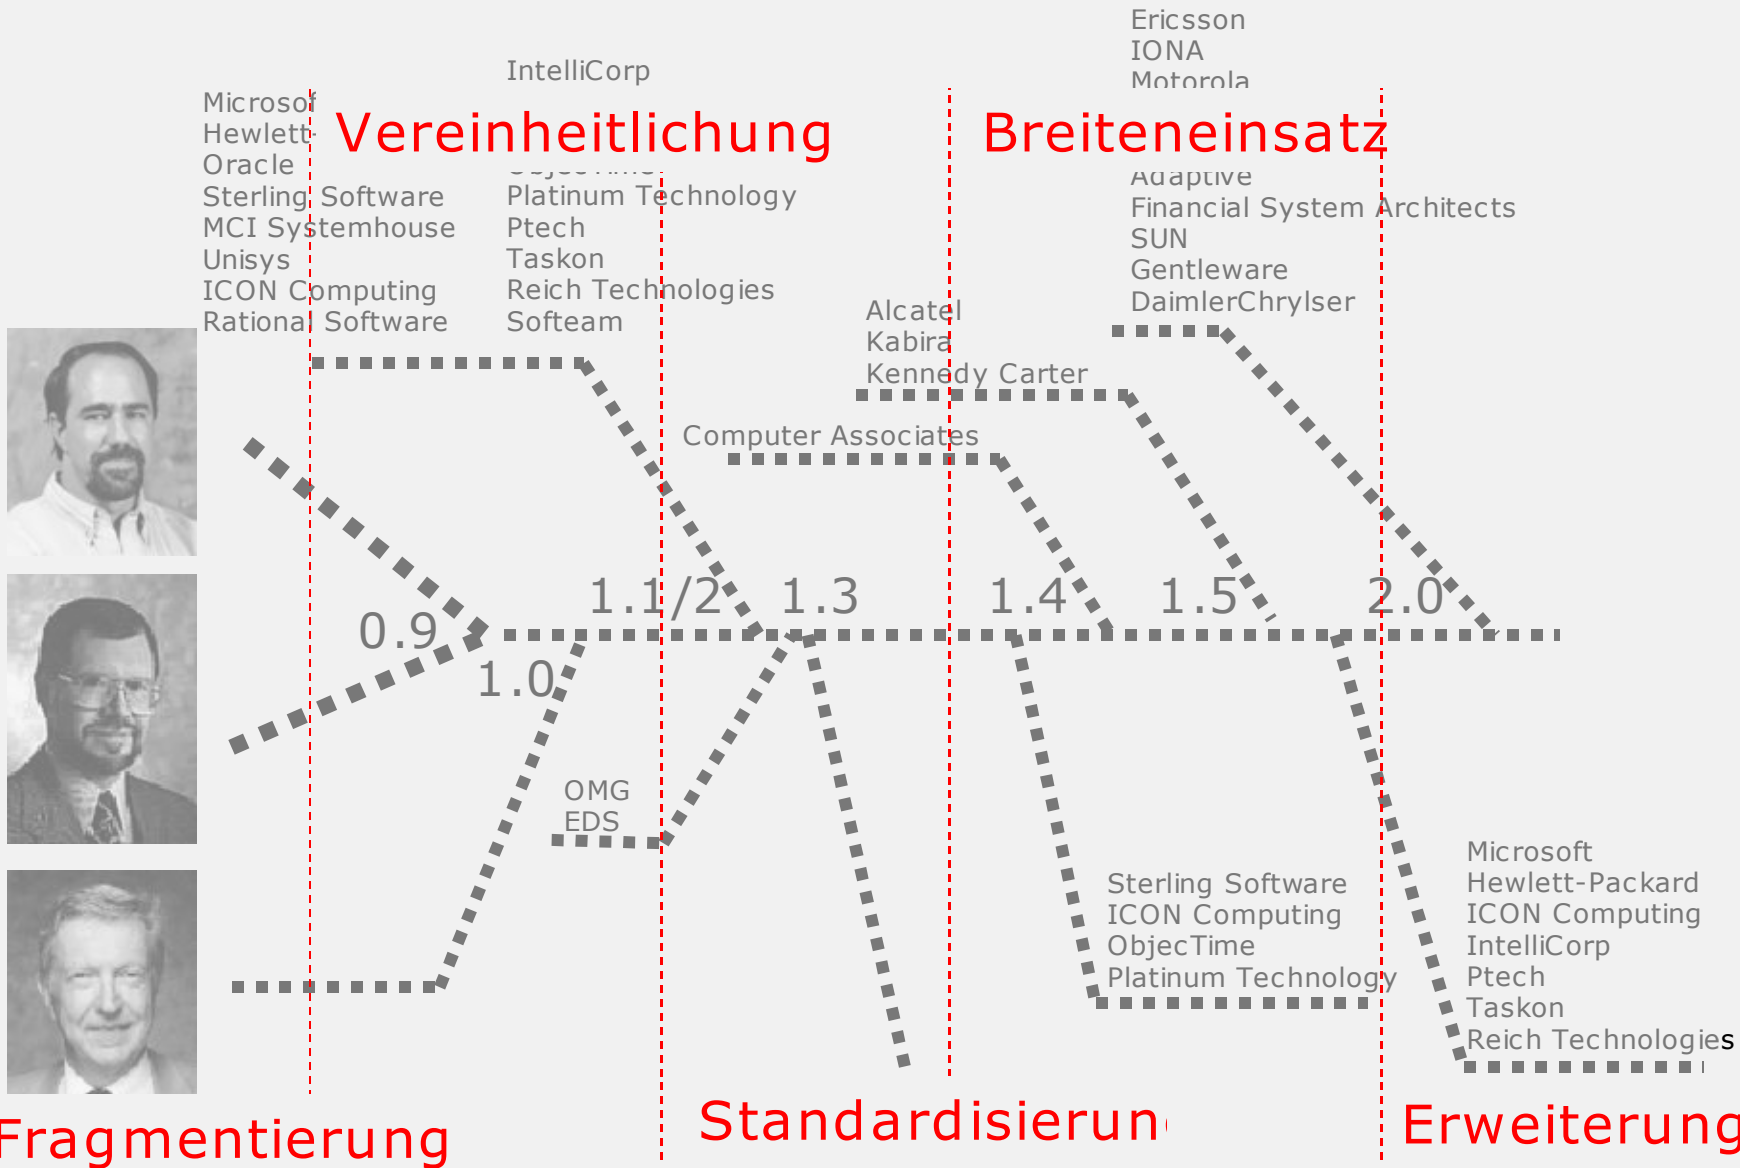 Ericsson
IONA
Motorola
IntelliCorp
Microsof
Hewlett-
Oracle
Sterling Software
MCI Systemhouse
Unisys
ICON Computing
Rational Software
Vereinheitlichung
Platinum Technology
Ptech
Taskon
Reich Technologies
Softeam
Breiteneinsatz
Adaptive
Financial System Architects
SUN
Gentleware
DaimlerChrylser
Alcatel
Kabira
Kennedy Carter
Computer Associates
0.9
1.0
1.1/2
1.3
1.4
1.5
2.0
OMG
EDS
Sterling Software
ICON Computing
ObjecTime
Platinum Technology
Microsoft
Hewlett-Packard
ICON Computing
IntelliCorp
Ptech
Taskon
Reich Technologies
Fragmentierung
Standardisierun
Erweiterung